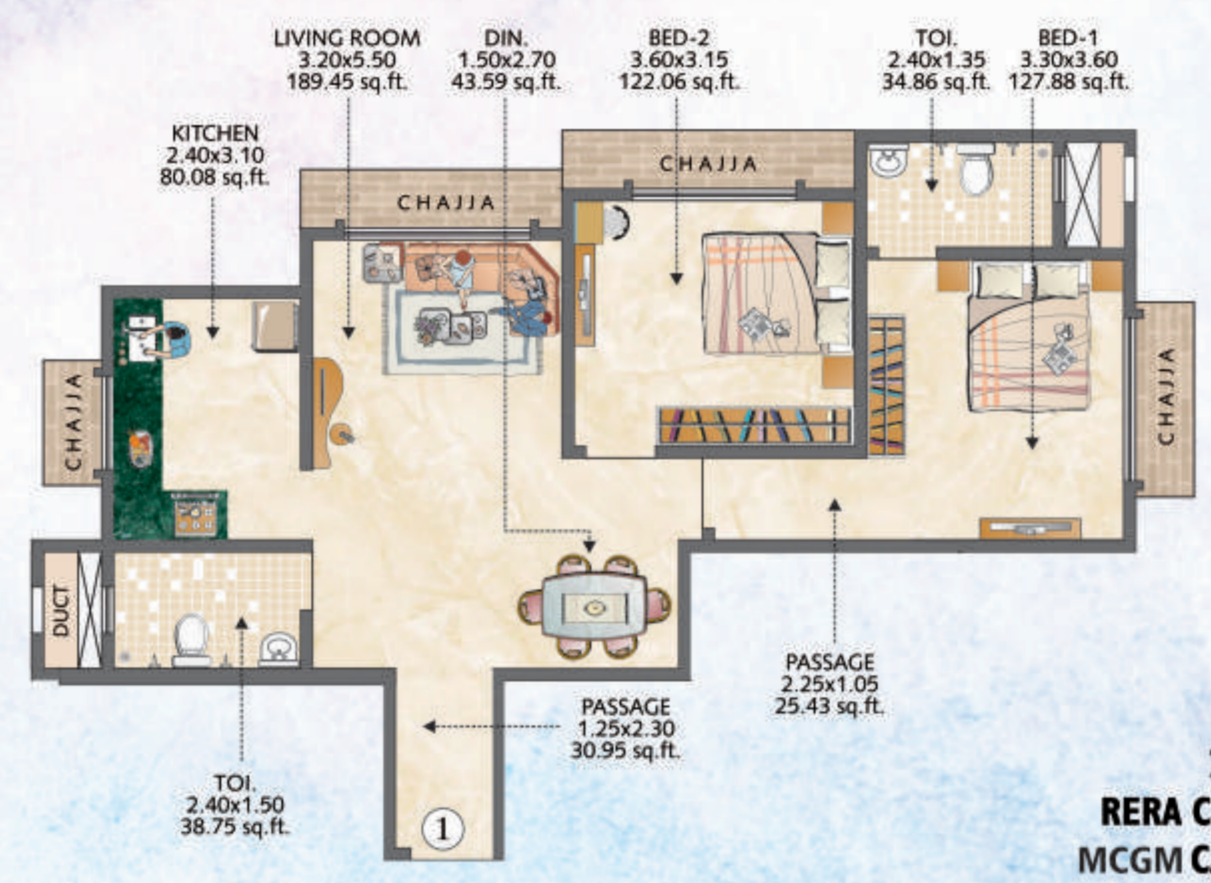 LIVING ROOM
3.20x5.50
189.45 sq.ft.
DIN.
1.50x2.70
43.59 sq.ft.
BED-2
3.60x3.15
122.06 sq.ft.
TOI.
2.40x1.35
34.86 sq.ft.
BED-1
3.30x3.60
127.88 sq.ft.
KITCHEN
2.40x3.10
80.08 sq.ft.
CHAJJA
CHAJJA
CHAJJA
CHAJJA
DUCT
PASSAGE
2.25x1.05
25.43 sq.ft.
PASSAGE
1.25x2.30
30.95 sq.ft.
TOI.
2.40x1.50
38.75 sq.ft.
1
RERA C
MCGM C